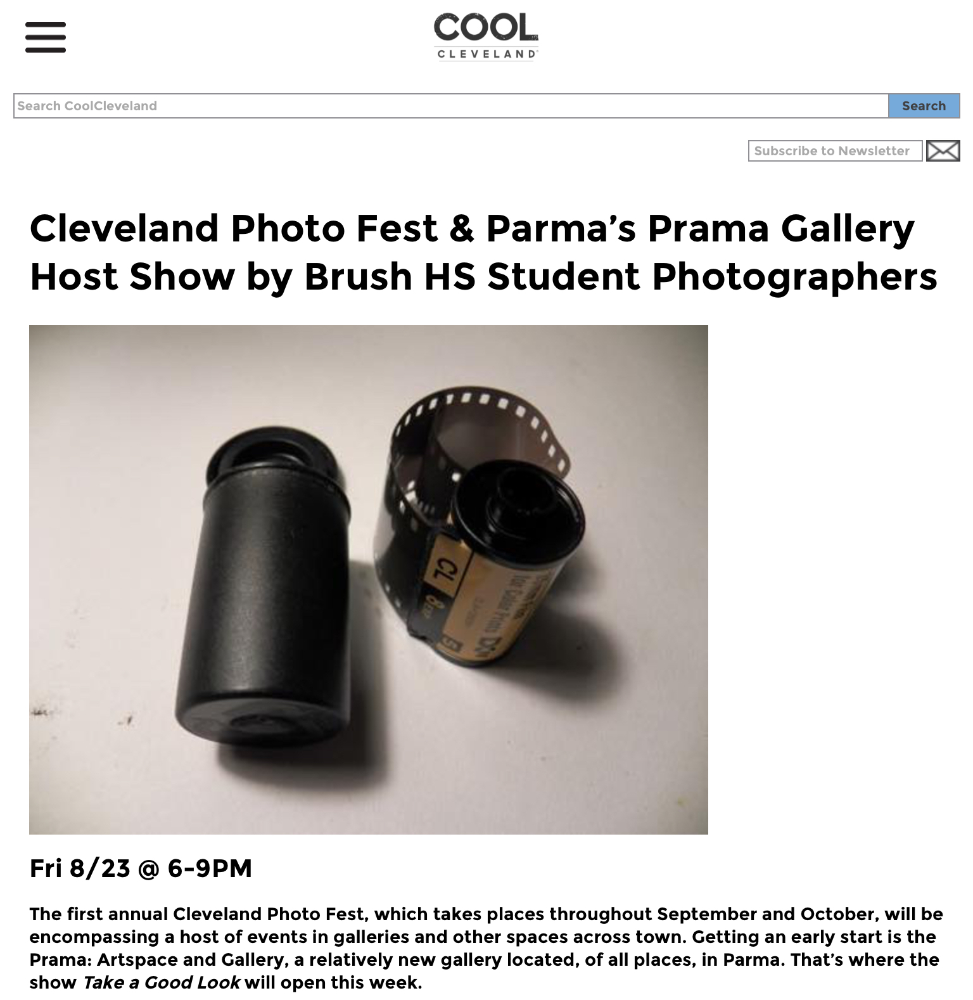 COOL
CLEVELAND
Search CoolCleveland
Search
Subscribe to Newsletter
Cleveland Photo Fest & Parma’s Prama Gallery
Host Show by Brush HS Student Photographers
CL
5
Color Prints
DX
Fri 8/23 @ 6-9PM
The first annual Cleveland Photo Fest, which takes places throughout September and October, will be
encompassing a host of events in galleries and other spaces across town. Getting an early start is the
Prama: Artspace and Gallery, a relatively new gallery located, of all places, in Parma. That’s where the
show Take a Good Look will open this week.